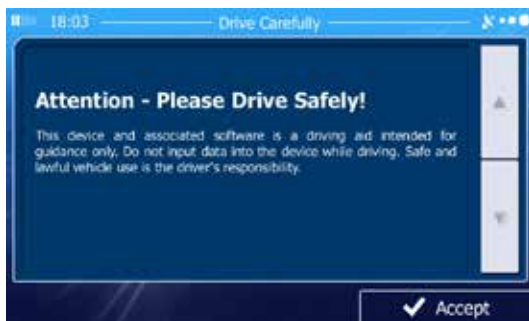 18:03 Drive Carefully
Attention - Please Drive Safely!
This device and associated software is a driving aid intended for
guidance only. Do not input data into the device while driving. Safe and
lawful vehicle use is the driver's responsibility.
Accept